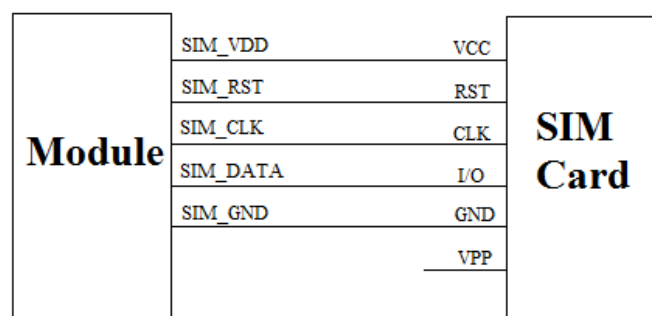 SIM_VDD VCC
SIM_RST RST
SIM_CLK CLK
Module
SIM
Card
SIM_DATA I/O
SIM_GND GND
VPP